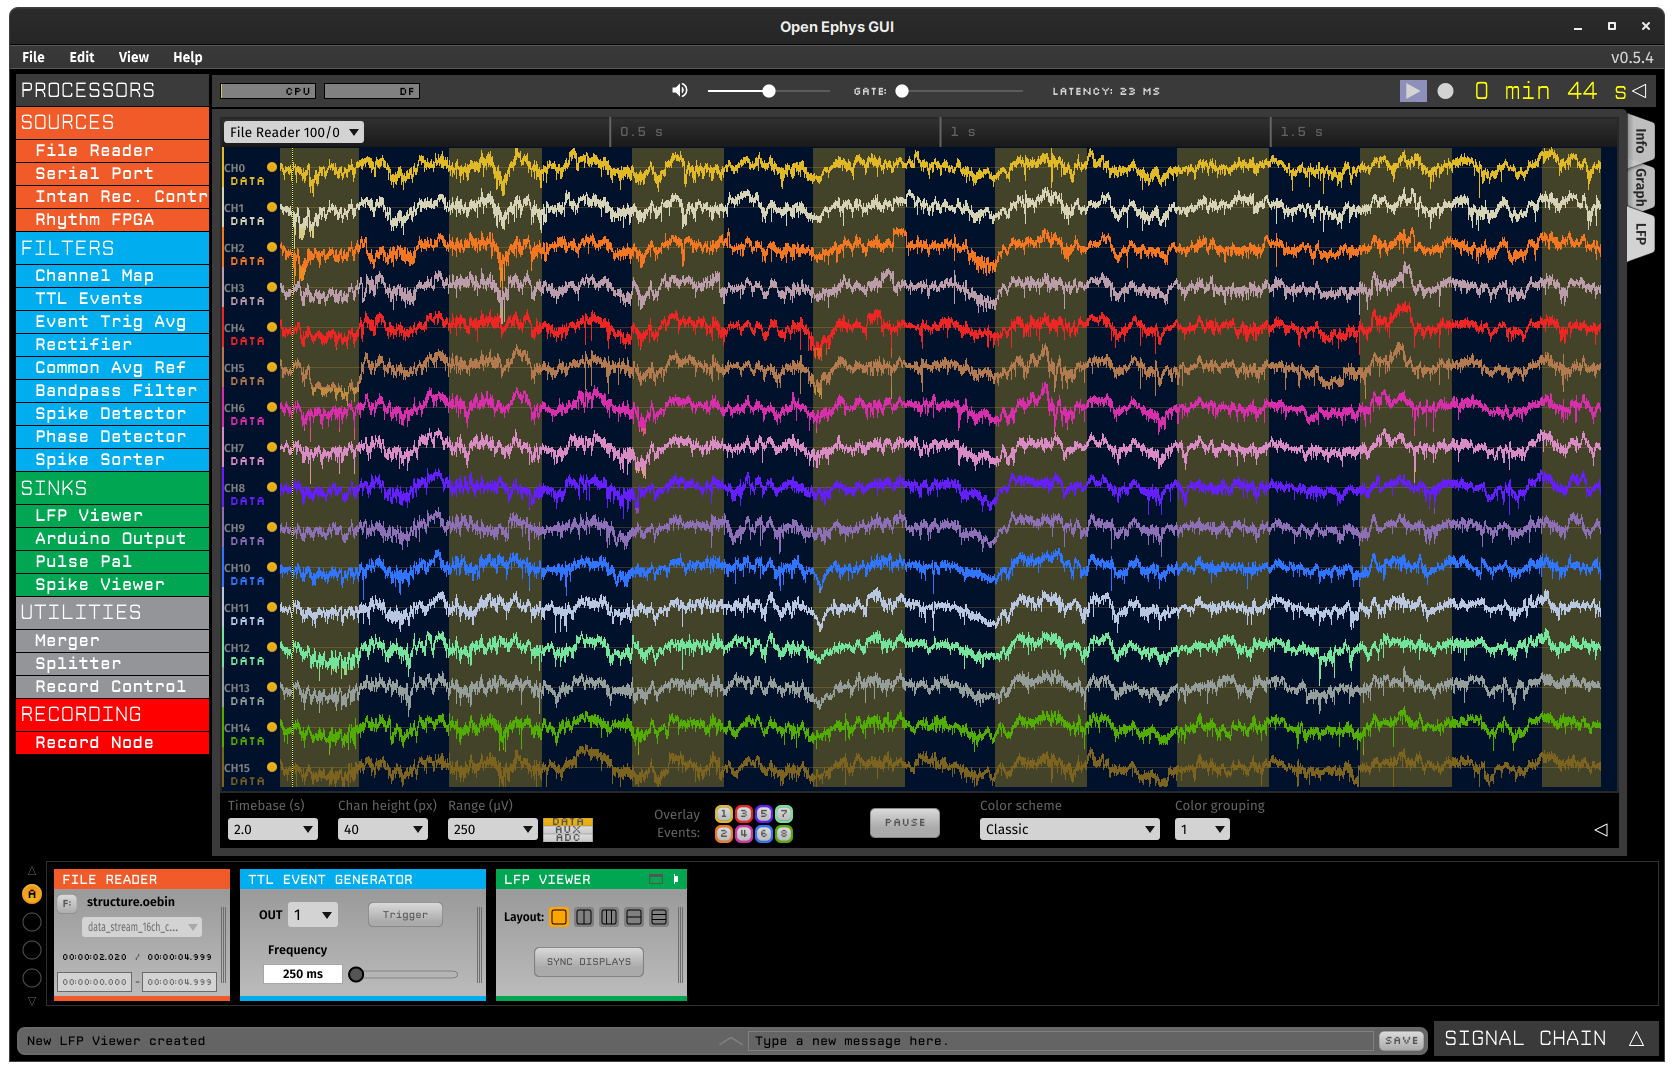 Open Ephys GUI
File Edit View Help v0.5.4
PROCESSORS
SOURCES
File Reader
Serial Port
Intan Rec. Contr
Rhythm FPGA
FILTERS
Channel Map
TTL Events
Event Trig Avg
Rectifier
Common Avg Ref
Bandpass Filter
Spike Detector
Phase Detector
Spike Sorter
SINKS
LFP Viewer
Arduino Output
Pulse Pal
Spike Viewer
UTILITIES
Merger
Splitter
Record Control
RECORDING
Record Node
CPU DF GATE: LATENCY: 23 MS 0 min 44 s
File Reader 100/0 0.5 s 1 s 1.5 s
Info
Graph
LFP
CH0
DATA
CH1
DATA
CH2
DATA
CH3
DATA
CH4
DATA
CH5
DATA
CH6
DATA
CH7
DATA
CH8
DATA
CH9
DATA
CH10
DATA
CH11
DATA
CH12
DATA
CH13
DATA
CH14
DATA
CH15
DATA
Timebase (s) Chan height (px) Range (µV) Color scheme Color grouping
2.0 40 250 Classic 1
DATA
AUX
ADC
Overlay
Events:
1 3 5 7
2 4 6 8
PAUSE
A
FILE READER
F: structure.oebin
data_stream_16ch_c...
00:00:02.020 / 00:00:04.999
00:00:00.000 - 00:00:04.999
TTL EVENT GENERATOR
OUT 1 Trigger
Frequency
250 ms
LFP VIEWER
Layout:
SYNC DISPLAYS
New LFP Viewer created Type a new message here. SAVE
SIGNAL CHAIN